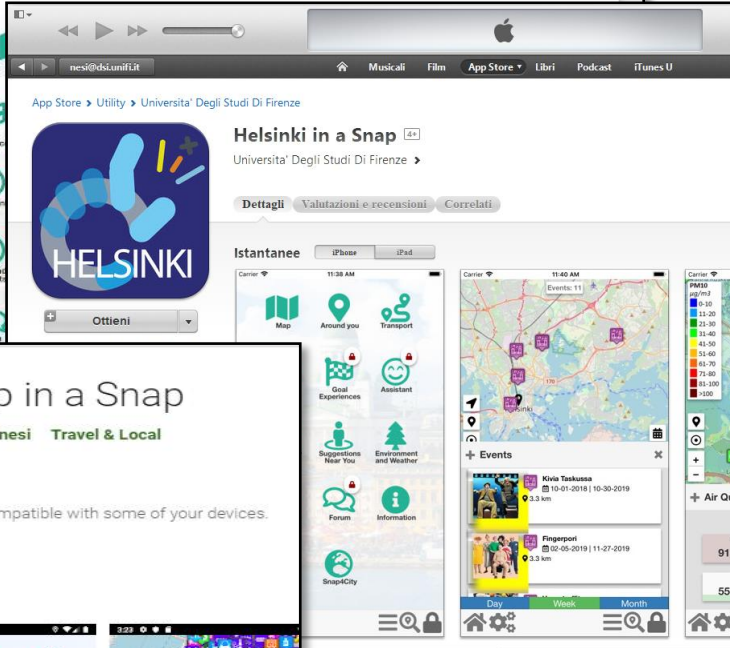 nesi@dsi.unifi.it
Musicali Film App Store Libri Podcast iTunes U
App Store > Utility > Universita' Degli Studi Di Firenze
HELSINKI
Helsinki in a Snap 4+
Universita' Degli Studi Di Firenze >
Dettagli Valutazioni e recensioni Correlati
Ottieni
Istantanee iPhone iPad
Carrier 11:38 AM
Map Around you Transport
Goal Experiences
Assistant
Suggestions Near You
Environment and Weather
Forum Information
Snap4City
Carrier 11:40 AM
Events: 11
170
+ Events
Kivia Taskussa
10-01-2018 | 10-30-2019
3.3 km
Fingerpori
02-05-2019 | 11-27-2019
3.3 km
Day Week Month
Carrier
PM10
µg/m3
0-10
11-20
21-30
31-40
41-50
51-60
61-70
71-80
81-100
>100
+ Air Qu
91
55
in a Snap
nesi Travel & Local
mpatible with some of your devices.
3:23